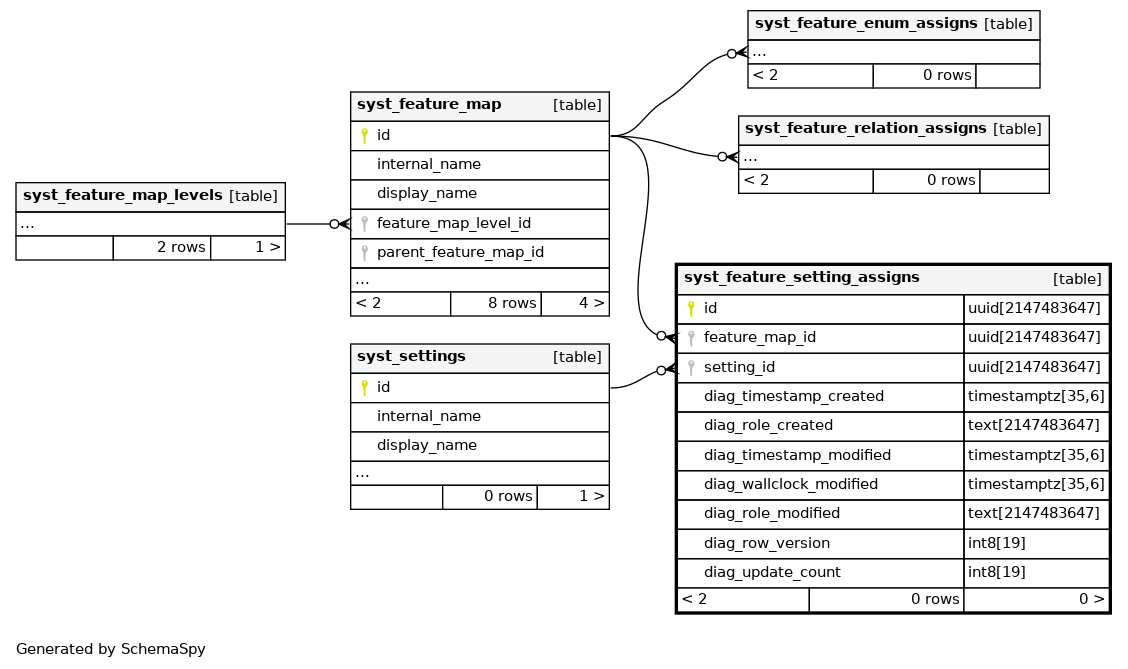 syst_feature_enum_assigns [table]
...
< 2 0 rows
syst_feature_map [table]
id
internal_name
display_name
feature_map_level_id
parent_feature_map_id
...
< 2 8 rows 4 >
syst_feature_relation_assigns [table]
...
< 2 0 rows
syst_feature_map_levels [table]
...
2 rows 1 >
syst_feature_setting_assigns [table]
id uuid[2147483647]
feature_map_id uuid[2147483647]
setting_id uuid[2147483647]
diag_timestamp_created timestamptz[35,6]
diag_role_created text[2147483647]
diag_timestamp_modified timestamptz[35,6]
diag_wallclock_modified timestamptz[35,6]
diag_role_modified text[2147483647]
diag_row_version int8[19]
diag_update_count int8[19]
< 2 0 rows 0 >
syst_settings [table]
id
internal_name
display_name
...
0 rows 1 >
Generated by SchemaSpy